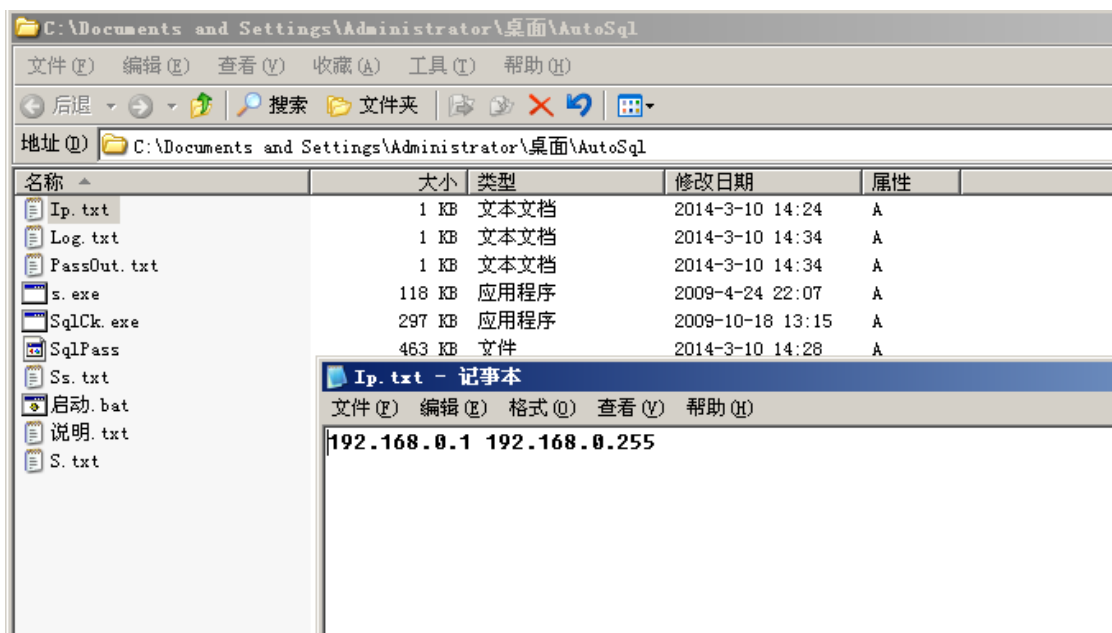 C:\Documents and Settings\Administrator\桌面\AutoSql
文件(F) 编辑(E) 查看(V) 收藏(A) 工具(T) 帮助(H)
后退 搜索 文件夹
地址(D) C:\Documents and Settings\Administrator\桌面\AutoSql
名称 大小 类型 修改日期 属性
Ip.txt 1 KB 文本文档 2014-3-10 14:24 A
Log.txt 1 KB 文本文档 2014-3-10 14:34 A
PassOut.txt 1 KB 文本文档 2014-3-10 14:34 A
s.exe 118 KB 应用程序 2009-4-24 22:07 A
SqlCk.exe 297 KB 应用程序 2009-10-18 13:15 A
SqlPass 463 KB 文件 2014-3-10 14:28 A
Ss.txt
启动.bat
说明.txt
S.txt
Ip.txt - 记事本
文件(F) 编辑(E) 格式(O) 查看(V) 帮助(H)
192.168.0.1 192.168.0.255